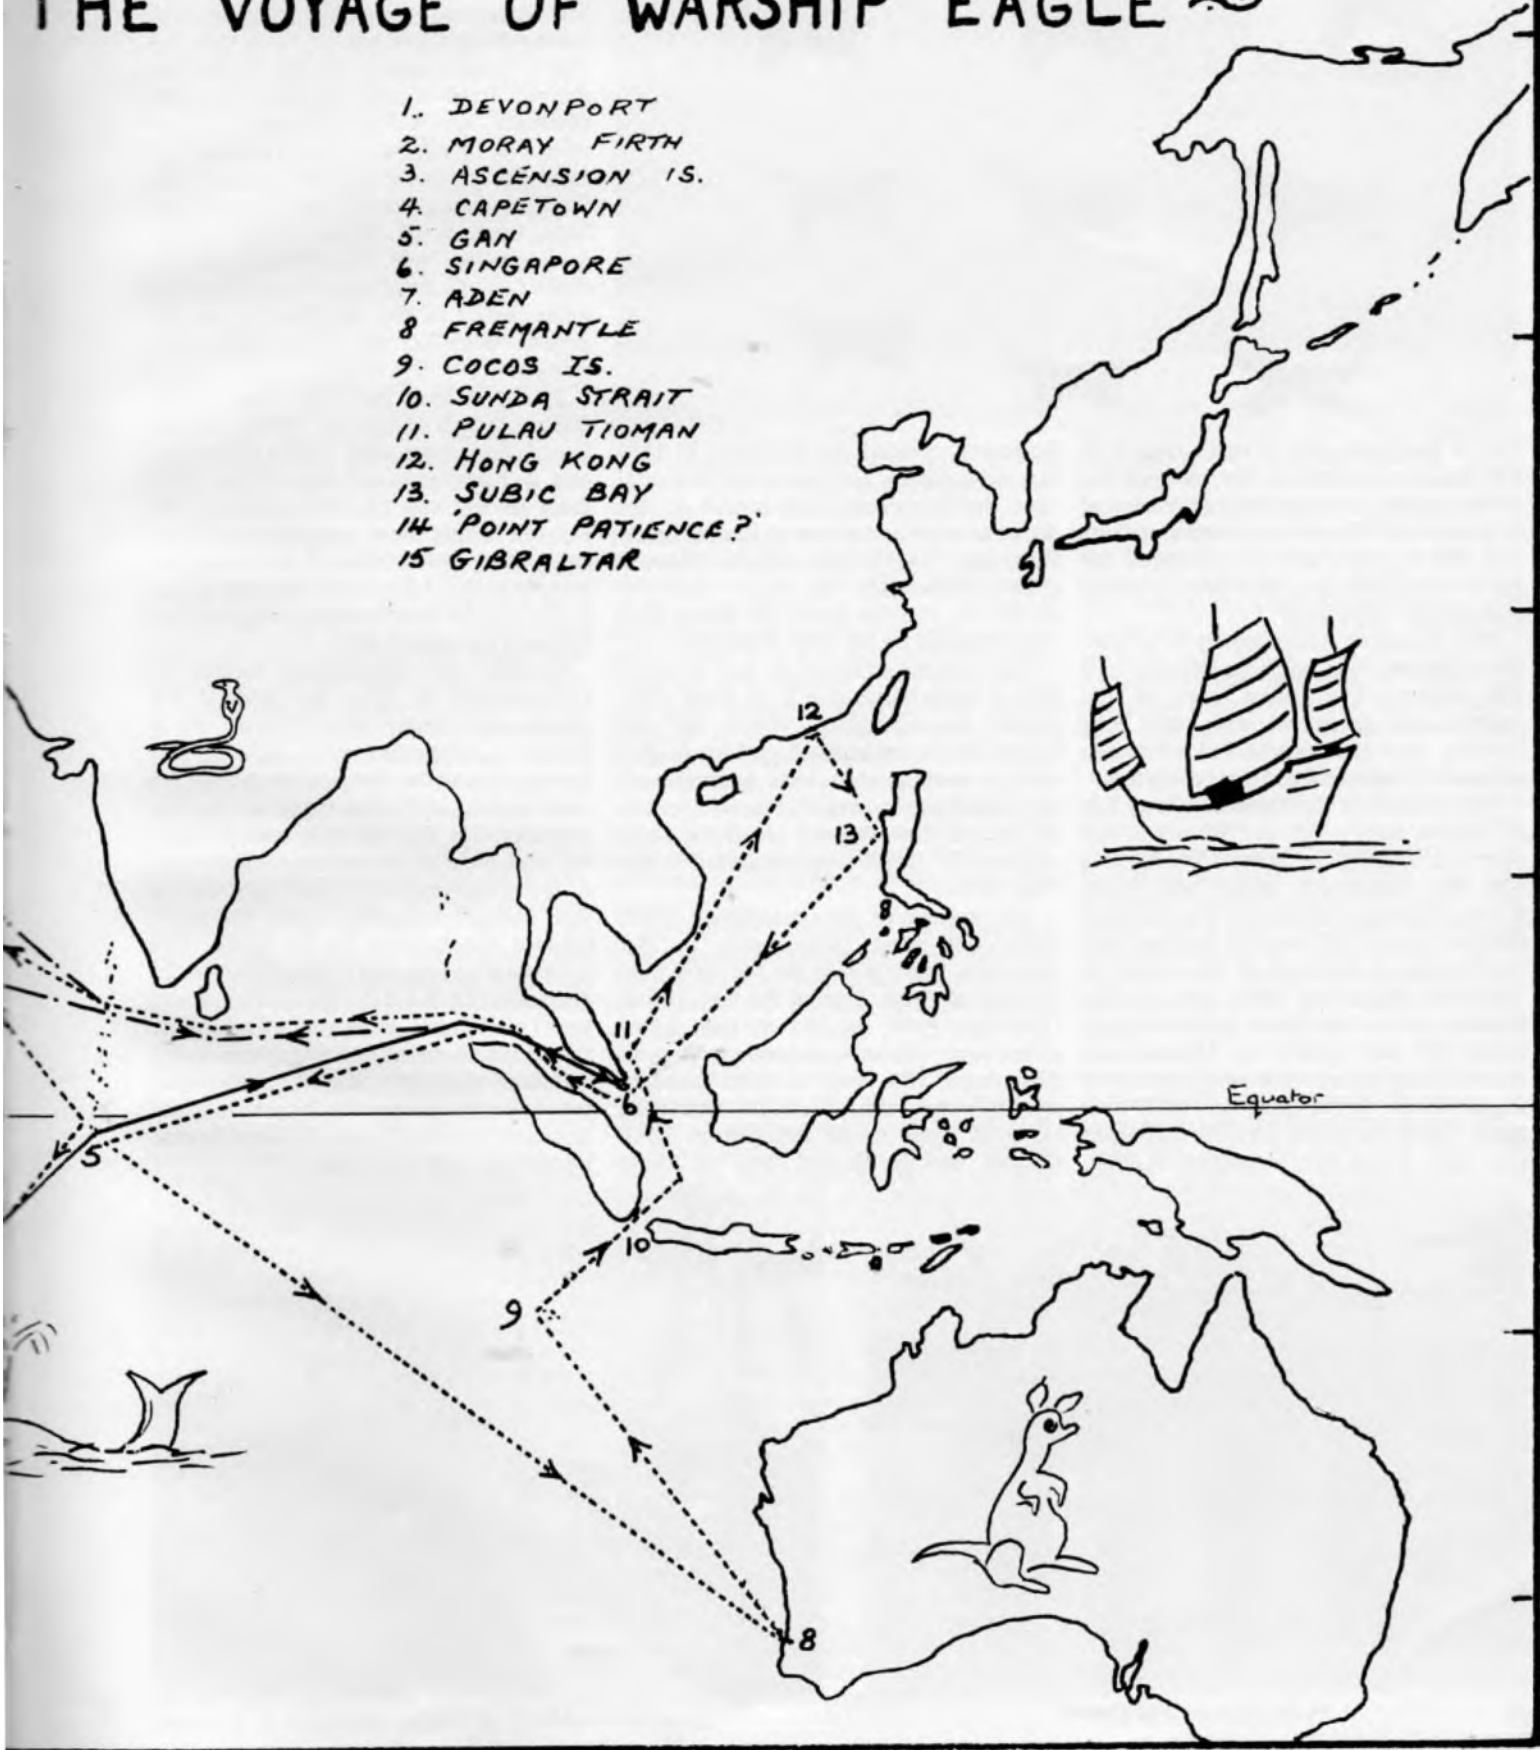 THE VOYAGE OF WARSHIP EAGLE
1. DEVONPORT
2. MORAY FIRTH
3. ASCENSION IS.
4. CAPETOWN
5. GAN
6. SINGAPORE
7. ADEN
8 FREMANTLE
9. COCOS IS.
10. SUNDA STRAIT
11. PULAU TIOMAN
12. HONG KONG
13. SUBIC BAY
14 'POINT PATIENCE?'
15 GIBRALTAR
12
13
11
6
Equator
5
10
9
8